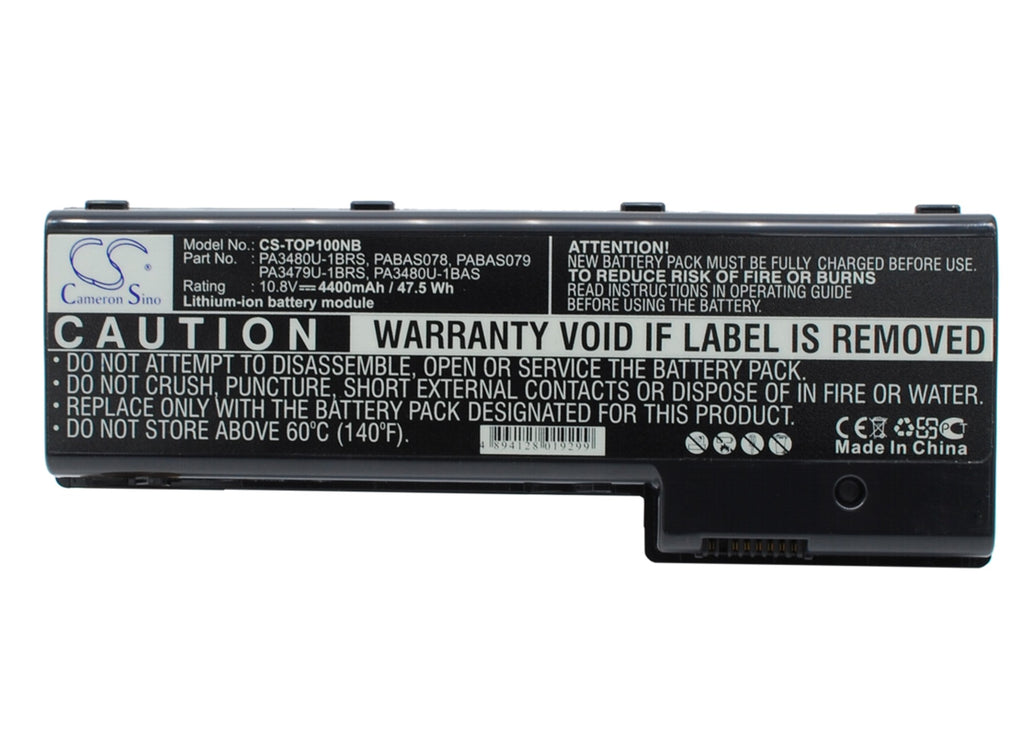 CS®
Cameron Sino
Model No. : CS-TOP100NB
Part No. : PA3480U-1BRS, PABAS078, PABAS079
PA3479U-1BRS, PA3480U-1BAS
Rating : 10.8V⎓4400mAh / 47.5 Wh
Lithium-ion battery module
ATTENTION:
NEW BATTERY PACK MUST BE FULLY CHARGED BEFORE USE
TO REDUCE RISK OF FIRE OR BURNS
READ INSTRUCTIONS IN OPERATING GUIDE
BEFORE USING THE BATTERY.
CAUTION
WARRANTY VOID IF LABEL IS REMOVED
• DO NOT ATTEMPT TO DISASSEMBLE, OPEN OR SERVICE THE BATTERY PACK.
• DO NOT CRUSH, PUNCTURE, SHORT EXTERNAL CONTACTS OR DISPOSE OF IN FIRE OR WATER.
• REPLACE ONLY WITH THE BATTERY PACK DESIGNATED FOR THIS PRODUCT.
• DO NOT STORE ABOVE 60°C (140°F).
4 894128 019299
CE
Made In China